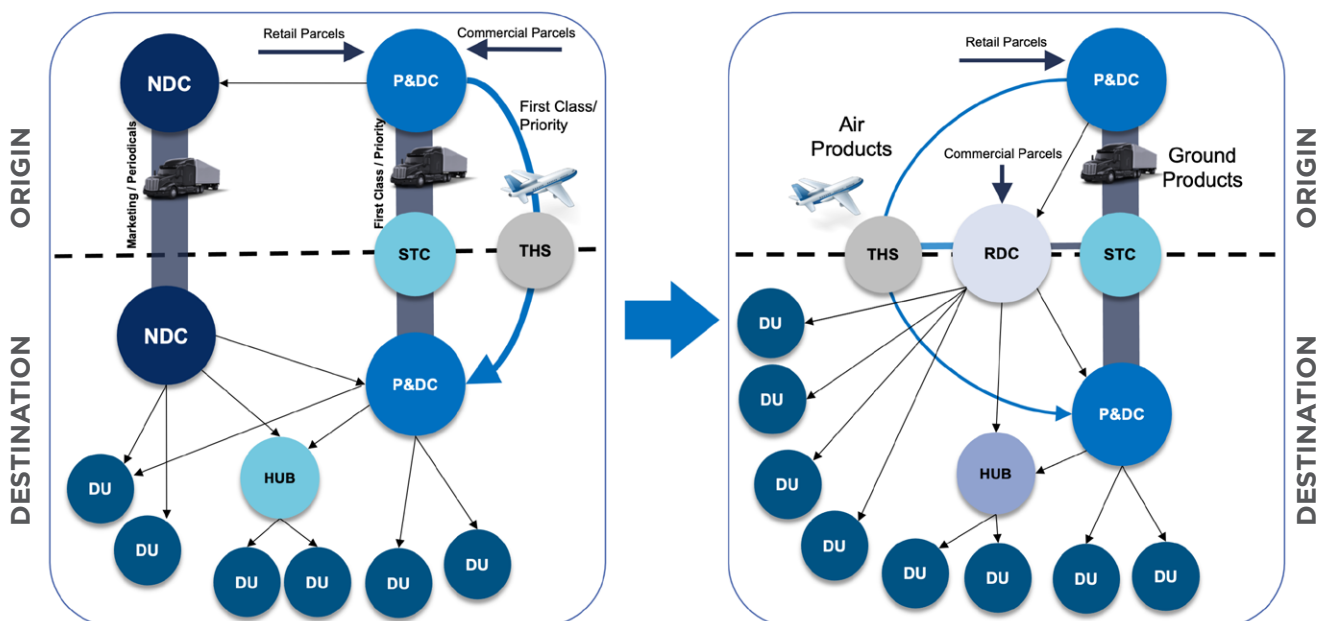 ORIGIN
DESTINATION
Retail Parcels
Commercial Parcels
NDC
P&DC
First Class/
Priority
Marketing / Periodicals
First Class / Priority
STC
THS
NDC
P&DC
HUB
DU
DU
DU
DU
DU
DU
Retail Parcels
P&DC
Air
Products
Commercial Parcels
Ground
Products
THS
RDC
STC
DU
DU
P&DC
DU
HUB
DU
DU
DU
DU
DU
ORIGIN
DESTINATION